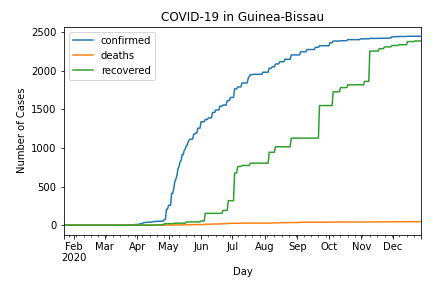 COVID-19 in Guinea-Bissau
2500
2000
1500
1000
500
0
Number of Cases
confirmed
deaths
recovered
Feb Mar Apr May Jun Jul Aug Sep Oct Nov Dec
2020
Day